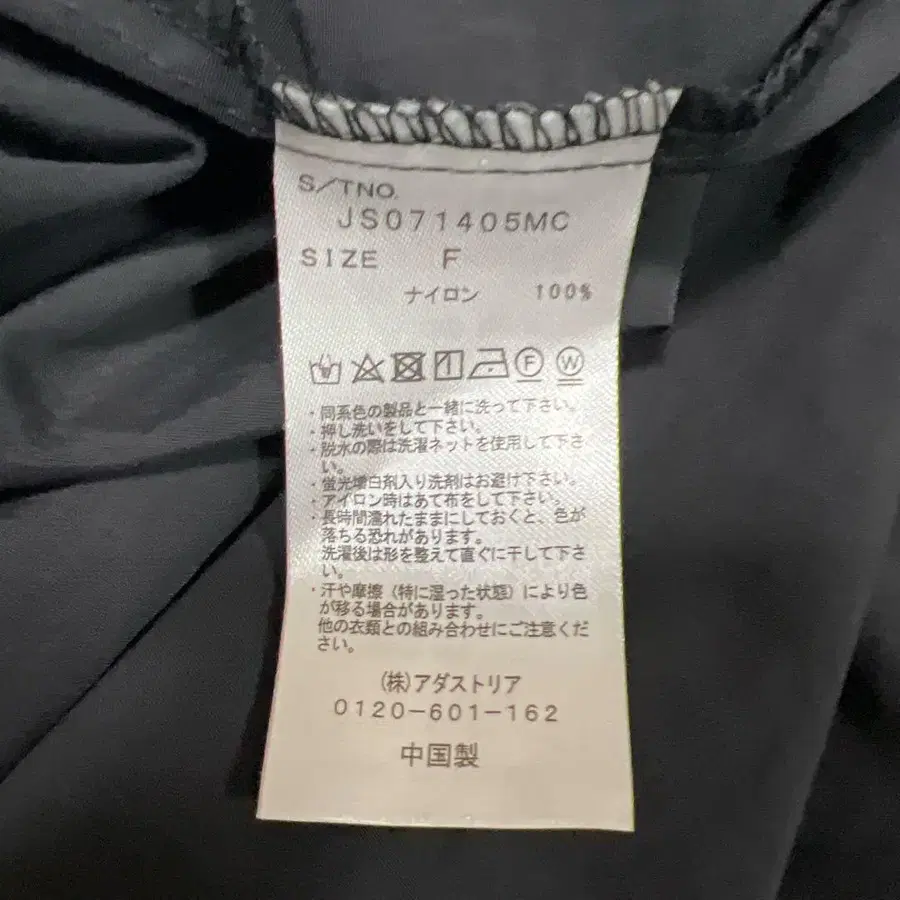 S/TNO.
JS071405MC
SIZE F
ナイロン 100%
F W
・同系色の製品と一緒に洗って下さい。
・押し洗いをして下さい。
・脱水の際は洗濯ネットを使用して下さ
い。
・蛍光増白剤入り洗剤はお避け下さい。
・アイロン時はあて布をして下さい。
・長時間濡れたままにしておくと、色が
落ちる恐れがあります。
洗濯後は形を整えて直ぐに干して下さ
い。
・汗や摩擦（特に湿った状態）により色
が移る場合があります。
他の衣類との組み合わせにご注意くだ
さい。
(株)アダストリア
0120-601-162
中国製